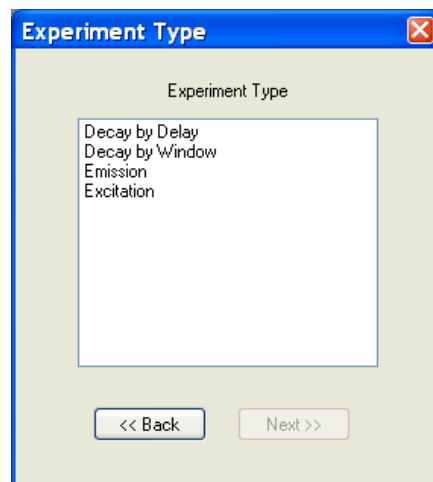 Experiment Type
Experiment Type
Decay by Delay
Decay by Window
Emission
Excitation
<< Back
Next >>